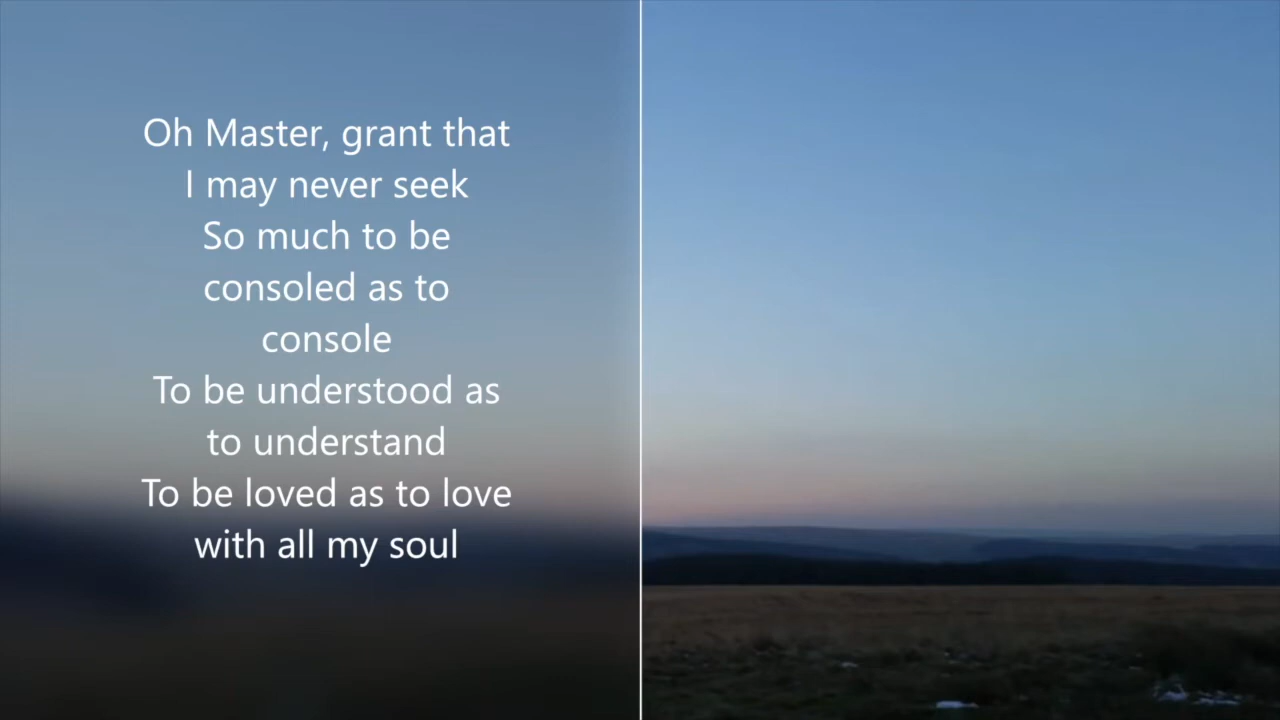 Oh Master, grant that
I may never seek
So much to be
consoled as to
console
To be understood as
to understand
To be loved as to love
with all my soul